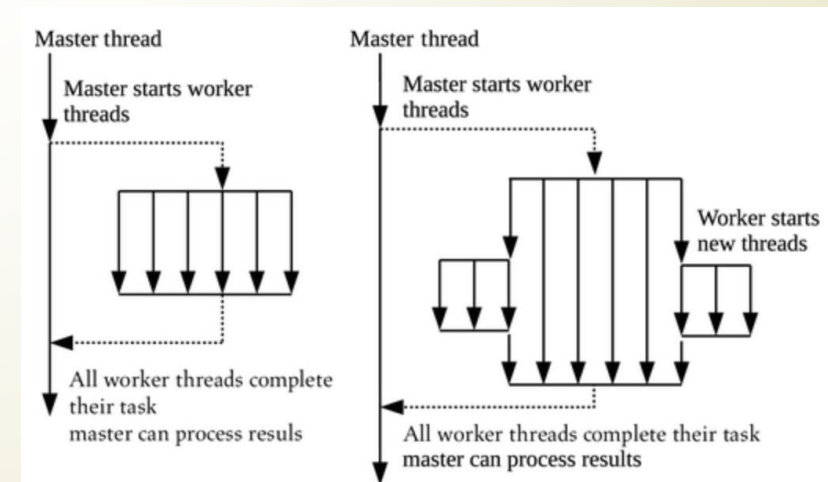 Master thread
Master starts worker
threads
All worker threads complete
their task
master can process resuls
Master thread
Master starts worker
threads
Worker starts
new threads
All worker threads complete their task
master can process results